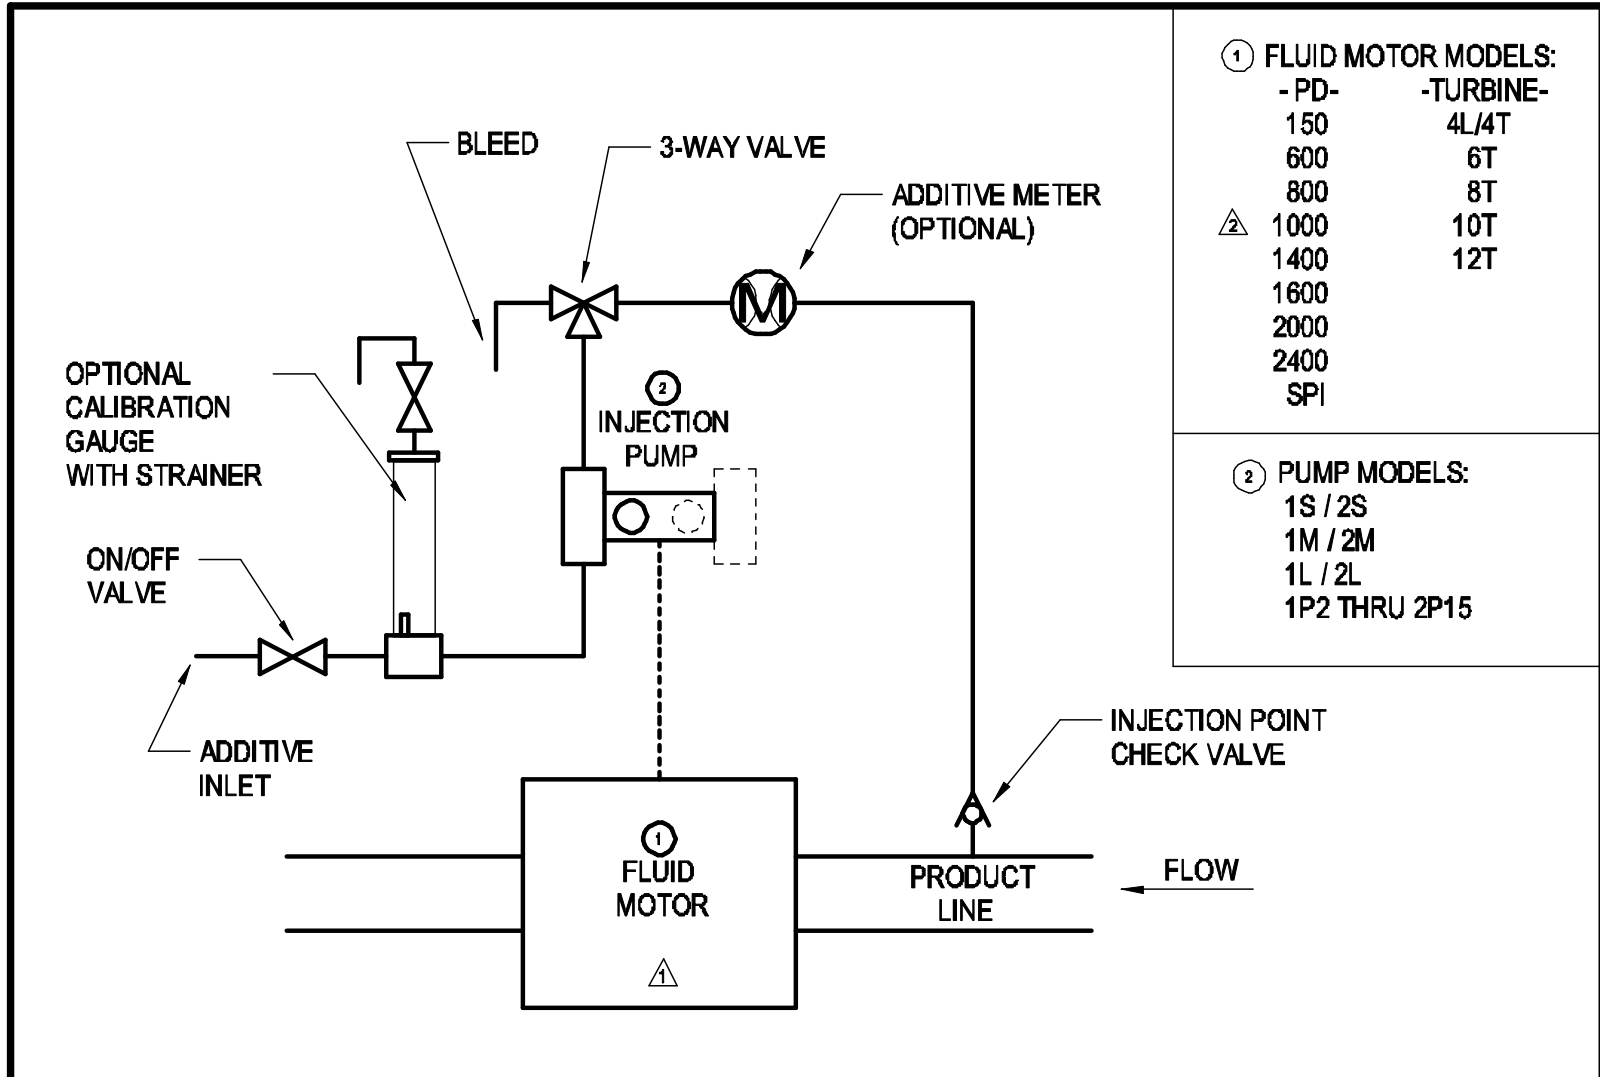 1 FLUID MOTOR MODELS:
- PD- -TURBINE-
150 4L/4T
600 6T
800 8T
2 1000 10T
1400 12T
1600
2000
2400
SPI
2 PUMP MODELS:
1S / 2S
1M / 2M
1L / 2L
1P2 THRU 2P15
BLEED
3-WAY VALVE
ADDITIVE METER
(OPTIONAL)
M
OPTIONAL
CALIBRATION
GAUGE
WITH STRAINER
2
INJECTION
PUMP
ON/OFF
VALVE
ADDITIVE
INLET
INJECTION POINT
CHECK VALVE
1
FLUID
MOTOR
1
PRODUCT
LINE
FLOW